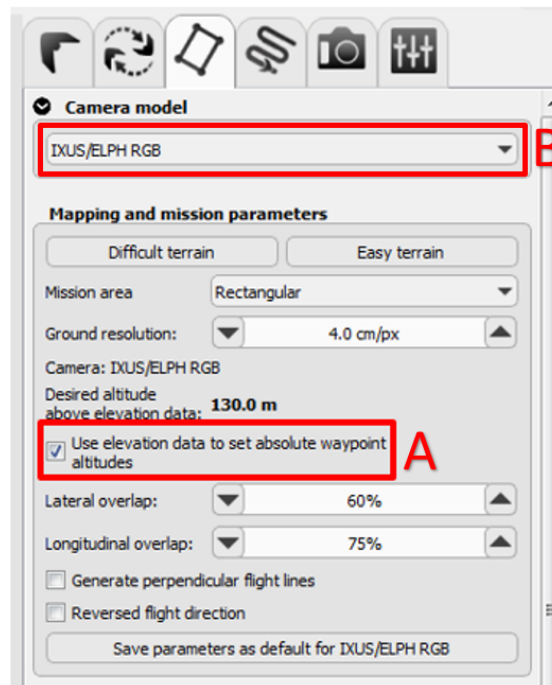 Camera model
IXUS/ELPH RGB
B
Mapping and mission parameters
Difficult terrain
Easy terrain
Mission area
Rectangular
Ground resolution:
4.0 cm/px
Camera: IXUS/ELPH RGB
Desired altitude
above elevation data:
130.0 m
Use elevation data to set absolute waypoint
altitudes
A
Lateral overlap:
60%
Longitudinal overlap:
75%
Generate perpendicular flight lines
Reversed flight direction
Save parameters as default for IXUS/ELPH RGB